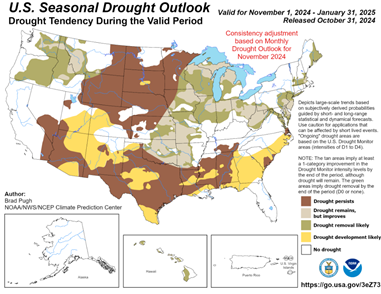 U.S. Seasonal Drought Outlook
Drought Tendency During the Valid Period
Valid for November 1, 2024 - January 31, 2025
Released October 31, 2024
Consistency adjustment
based on Monthly
Drought Outlook for
November 2024
Depicts large-scale trends based
on subjectively derived probabilities
guided by short- and long-range
statistical and dynamical forecasts.
Use caution for applications that
can be affected by short lived events.
"Ongoing" drought areas are
based on the U.S. Drought Monitor
areas (intensities of D1 to D4).
NOTE: The tan areas imply at least
a 1-category improvement in the
Drought Monitor intensity levels by
the end of the period, although
drought will remain. The green
areas imply drought removal by the
end of the period (D0 or none).
Author:
Brad Pugh
NOAA/NWS/NCEP Climate Prediction Center
Drought persists
Drought remains,
but improves
Drought removal likely
Drought development likely
No drought
Alaska
Hawaii
Puerto Rico
U.S. Virgin
Islands
NOAA
https://go.usa.gov/3eZ73